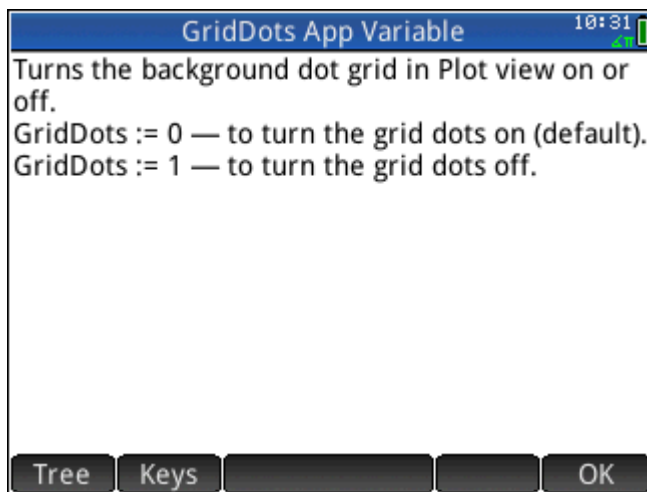 GridDots App Variable
10:31
∡π
Turns the background dot grid in Plot view on or
off.
GridDots := 0 — to turn the grid dots on (default).
GridDots := 1 — to turn the grid dots off.
Tree
Keys
OK